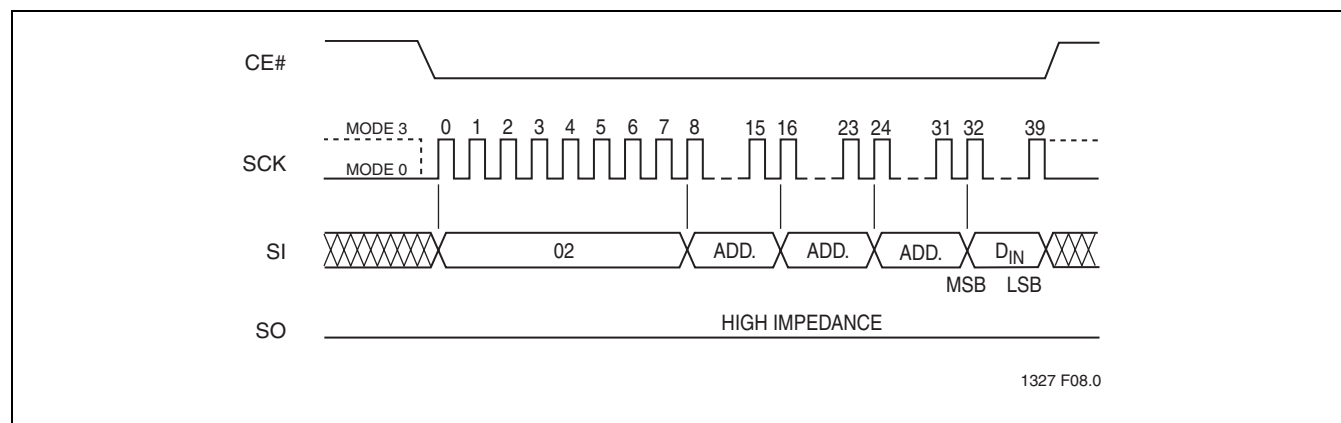 CE#
MODE 3 0 1 2 3 4 5 6 7 8 15 16 23 24 31 32 39
SCK
MODE 0
SI 02 ADD. ADD. ADD. D_IN
MSB LSB
SO HIGH IMPEDANCE
1327 F08.0